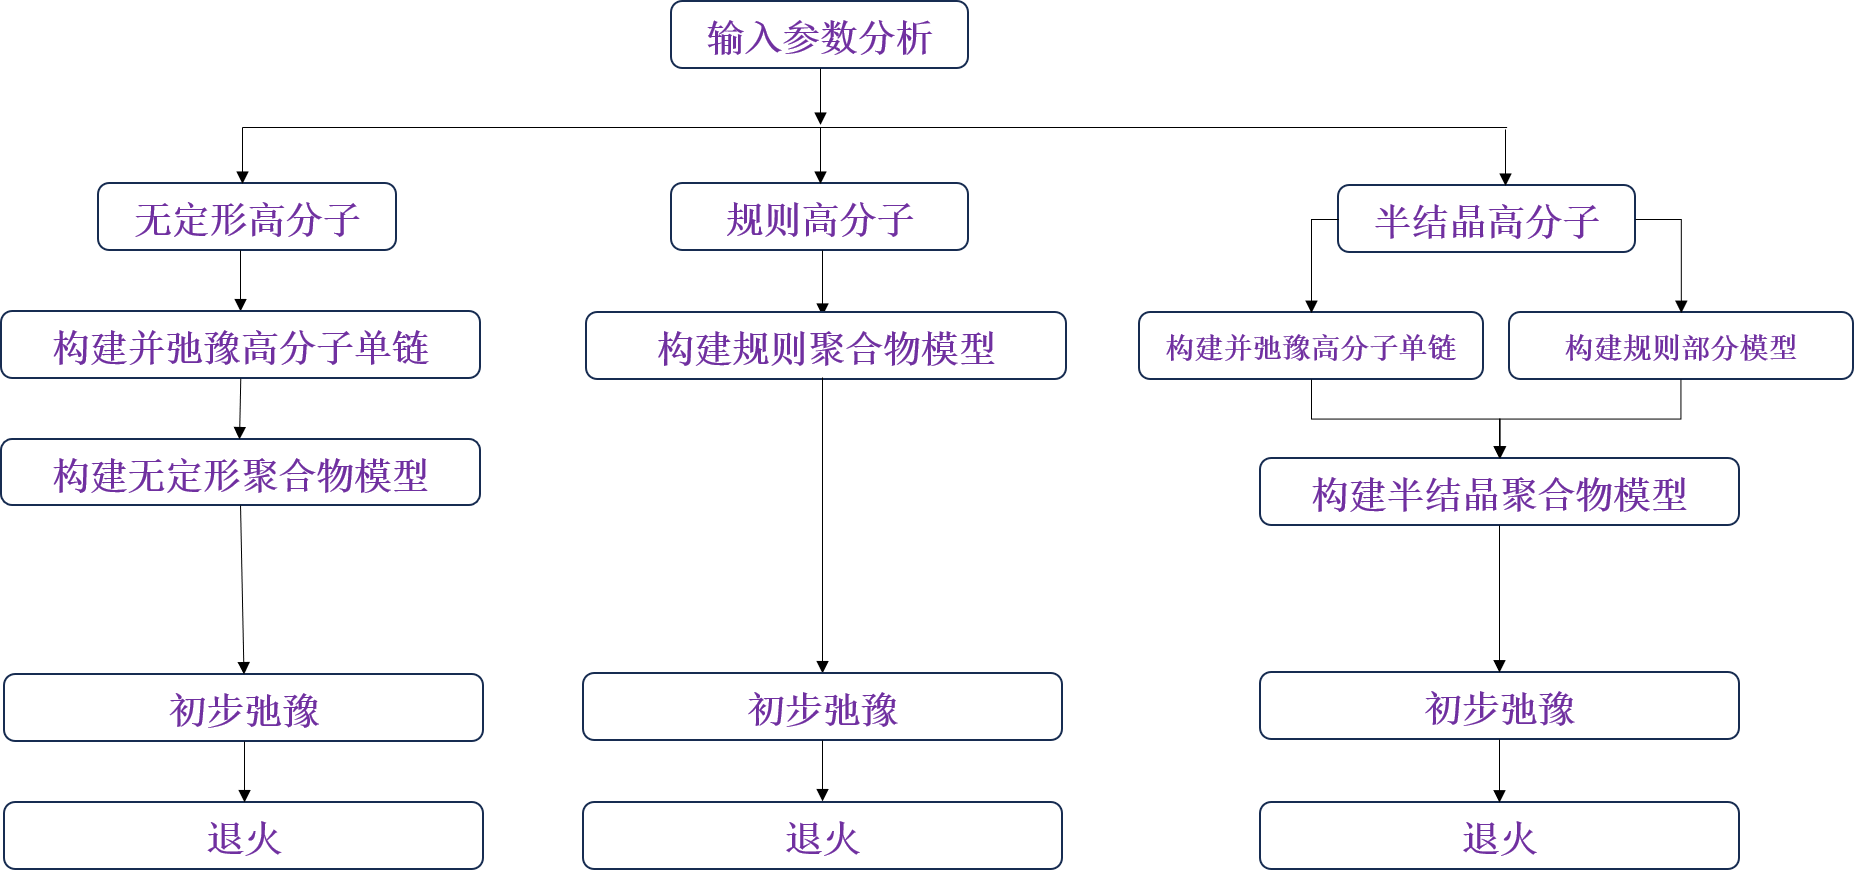 输入参数分析
无定形高分子
规则高分子
半结晶高分子
构建并弛豫高分子单链
构建规则聚合物模型
构建并弛豫高分子单链
构建规则部分模型
构建无定形聚合物模型
构建半结晶聚合物模型
初步弛豫
初步弛豫
初步弛豫
退火
退火
退火